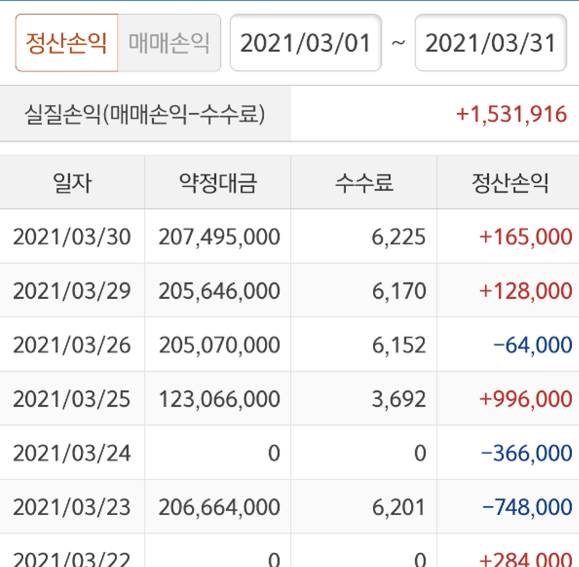 정산손익 매매손익 2021/03/01 ~ 2021/03/31
실질손익(매매손익-수수료) +1,531,916
일자 약정대금 수수료 정산손익
2021/03/30 207,495,000 6,225 +165,000
2021/03/29 205,646,000 6,170 +128,000
2021/03/26 205,070,000 6,152 -64,000
2021/03/25 123,066,000 3,692 +996,000
2021/03/24 0 0 -366,000
2021/03/23 206,664,000 6,201 -748,000
2021/03/22 0 0 +284,000